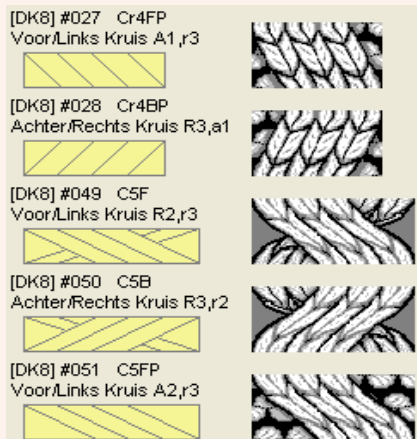 [DK8] #027 Cr4FP
Voor/Links Kruis A1,r3
[DK8] #028 Cr4BP
Achter/Rechts Kruis R3,a1
[DK8] #049 C5F
Voor/Links Kruis R2,r3
[DK8] #050 C5B
Achter/Rechts Kruis R3,r2
[DK8] #051 C5FP
Voor/Links Kruis A2,r3